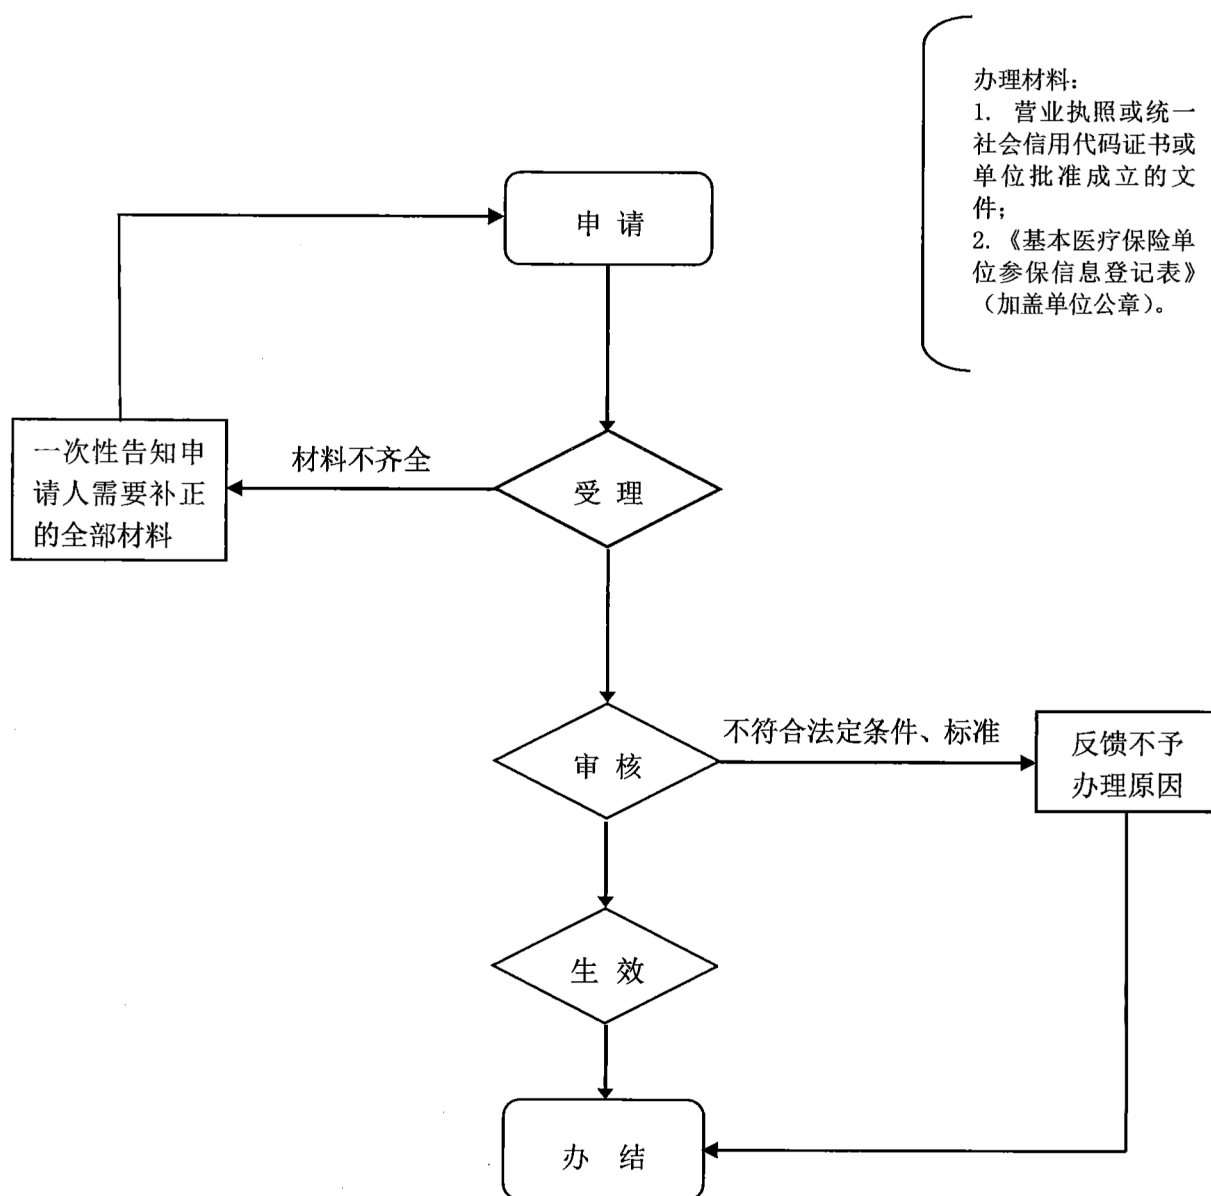 办理材料：
1. 营业执照或统一
社会信用代码证书或
单位批准成立的文
件；
2.《基本医疗保险单
位参保信息登记表》
（加盖单位公章）。
申 请
一次性告知申
请人需要补正
的全部材料
材料不齐全
受 理
审 核
不符合法定条件、标准
反馈不予
办理原因
生 效
办 结